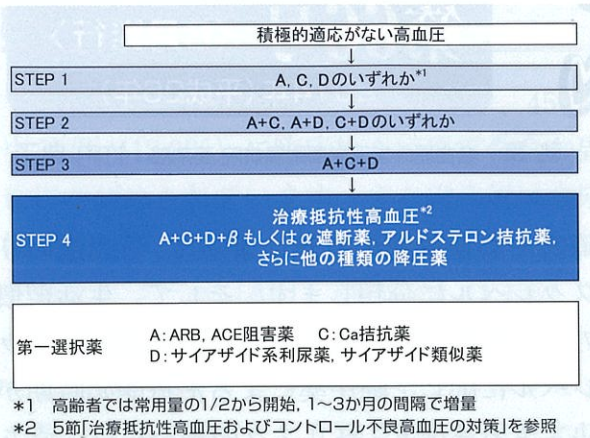 積極的適応がない高血圧
↓
STEP 1 A, C, Dのいずれか*1
↓
STEP 2 A+C, A+D, C+Dのいずれか
↓
STEP 3 A+C+D
↓
治療抵抗性高血圧*2
STEP 4 A+C+D+βもしくはα遮断薬, アルドステロン拮抗薬,
さらに他の種類の降圧薬
第一選択薬 A:ARB, ACE阻害薬 C:Ca拮抗薬
D:サイアザイド系利尿薬, サイアザイド類似薬
*1 高齢者では常用量の1/2から開始, 1〜3か月の間隔で増量
*2 5節「治療抵抗性高血圧およびコントロール不良高血圧の対策」を参照